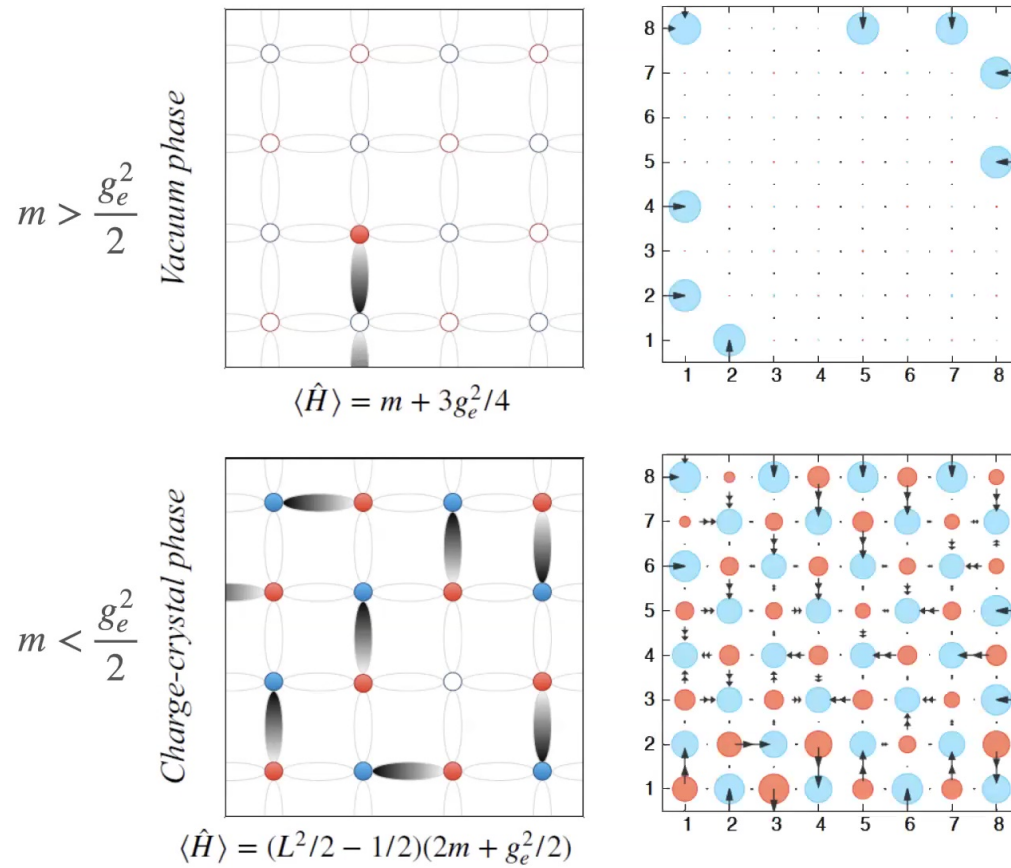 m > g_e^2/2
Vacuum phase
⟨Ĥ⟩ = m + 3g_e^2/4
8
7
6
5
4
3
2
1
1 2 3 4 5 6 7 8
m < g_e^2/2
Charge-crystal phase
⟨Ĥ⟩ = (L^2/2 − 1/2)(2m + g_e^2/2)
8
7
6
5
4
3
2
1
1 2 3 4 5 6 7 8